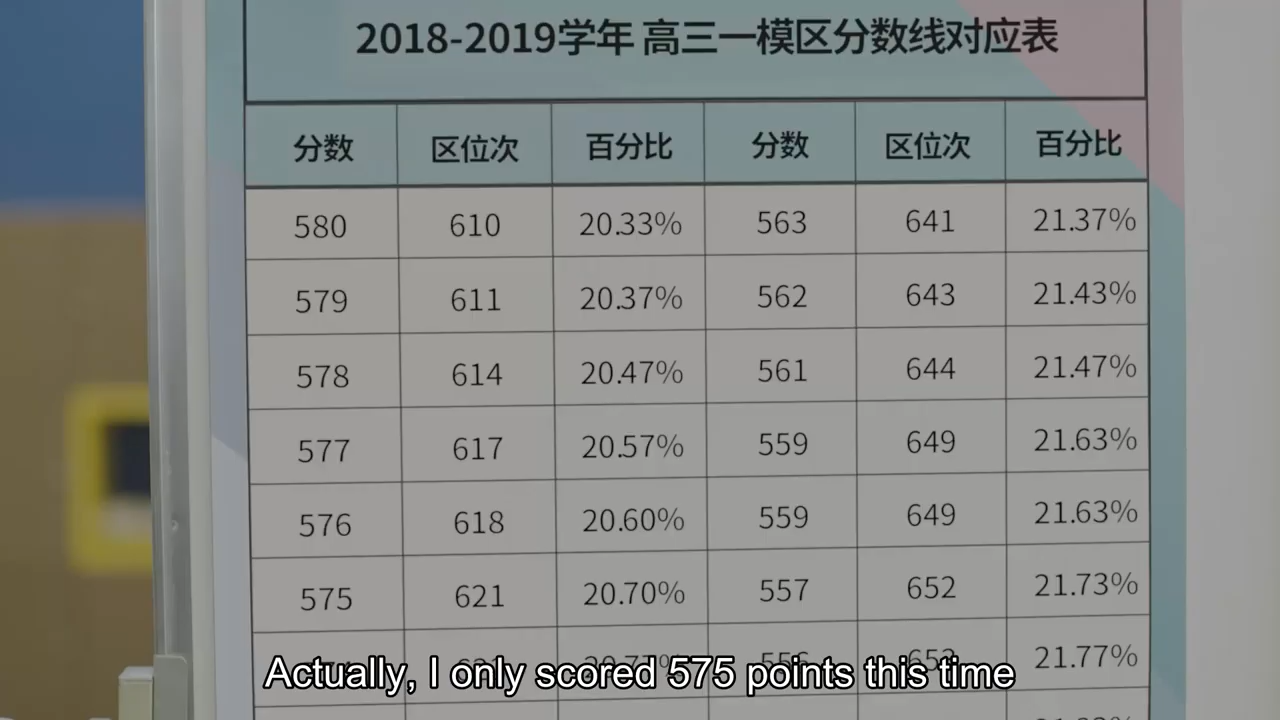 2018-2019学年 高三一模区分数线对应表
分数 区位次 百分比 分数 区位次 百分比
580 610 20.33% 563 641 21.37%
579 611 20.37% 562 643 21.43%
578 614 20.47% 561 644 21.47%
577 617 20.57% 559 649 21.63%
576 618 20.60% 559 649 21.63%
575 621 20.70% 557 652 21.73%
556 653 21.77%
Actually, I only scored 575 points this time